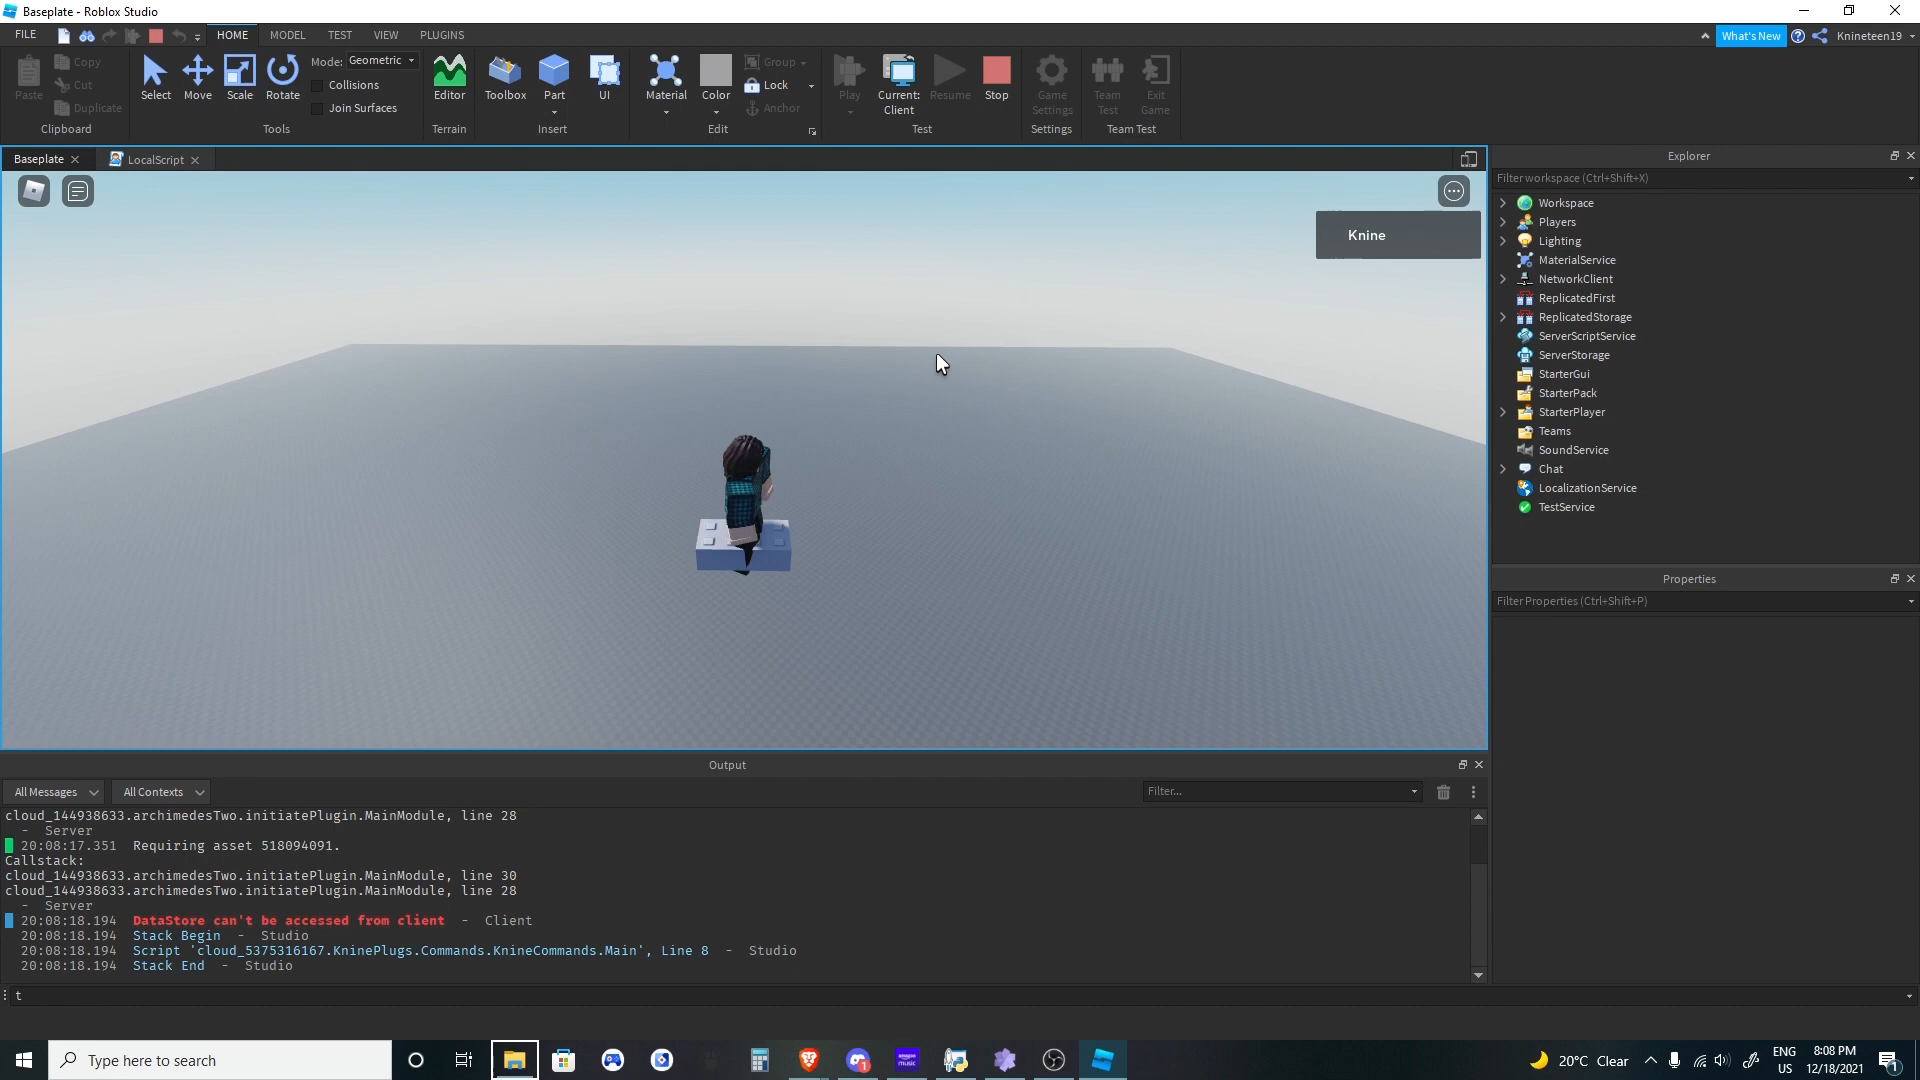 Baseplate - Roblox Studio
FILE
HOME
MODEL
TEST
VIEW
PLUGINS
What's New
Knineteen19
Paste
Copy
Cut
Duplicate
Clipboard
Select
Move
Scale
Rotate
Mode: Geometric
Collisions
Join Surfaces
Tools
Editor
Terrain
Toolbox
Part
UI
Insert
Material
Color
Group
Lock
Anchor
Edit
Play
Current:
Client
Resume
Stop
Test
Game
Settings
Settings
Team
Test
Exit
Game
Team Test
Baseplate
LocalScript
Knine
Explorer
Filter workspace (Ctrl+Shift+X)
Workspace
Players
Lighting
MaterialService
NetworkClient
ReplicatedFirst
ReplicatedStorage
ServerScriptService
ServerStorage
StarterGui
StarterPack
StarterPlayer
Teams
SoundService
Chat
LocalizationService
TestService
Properties
Filter Properties (Ctrl+Shift+P)
Output
All Messages
All Contexts
Filter...
cloud_144938633.archimedesTwo.initiatePlugin.MainModule, line 28
- Server
20:08:17.351 Requiring asset 518094091.
Callstack:
cloud_144938633.archimedesTwo.initiatePlugin.MainModule, line 30
cloud_144938633.archimedesTwo.initiatePlugin.MainModule, line 28
- Server
20:08:18.194 DataStore can't be accessed from client - Client
20:08:18.194 Stack Begin - Studio
20:08:18.194 Script 'cloud_5375316167.KninePlugs.Commands.KnineCommands.Main', Line 8 - Studio
20:08:18.194 Stack End - Studio
t
Type here to search
20°C Clear
ENG
US
8:08 PM
12/18/2021